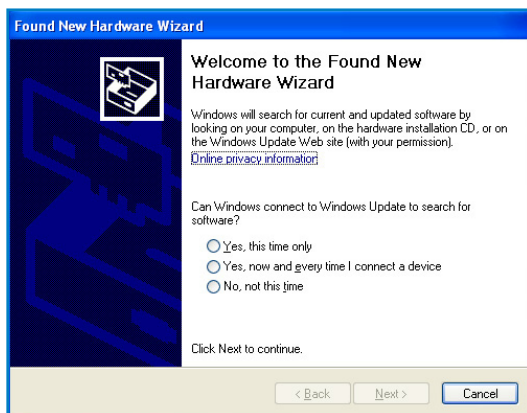 Found New Hardware Wizard
Welcome to the Found New
Hardware Wizard
Windows will search for current and updated software by
looking on your computer, on the hardware installation CD, or on
the Windows Update Web site (with your permission).
Online privacy information
Can Windows connect to Windows Update to search for
software?
Yes, this time only
Yes, now and every time I connect a device
No, not this time
Click Next to continue.
< Back Next > Cancel